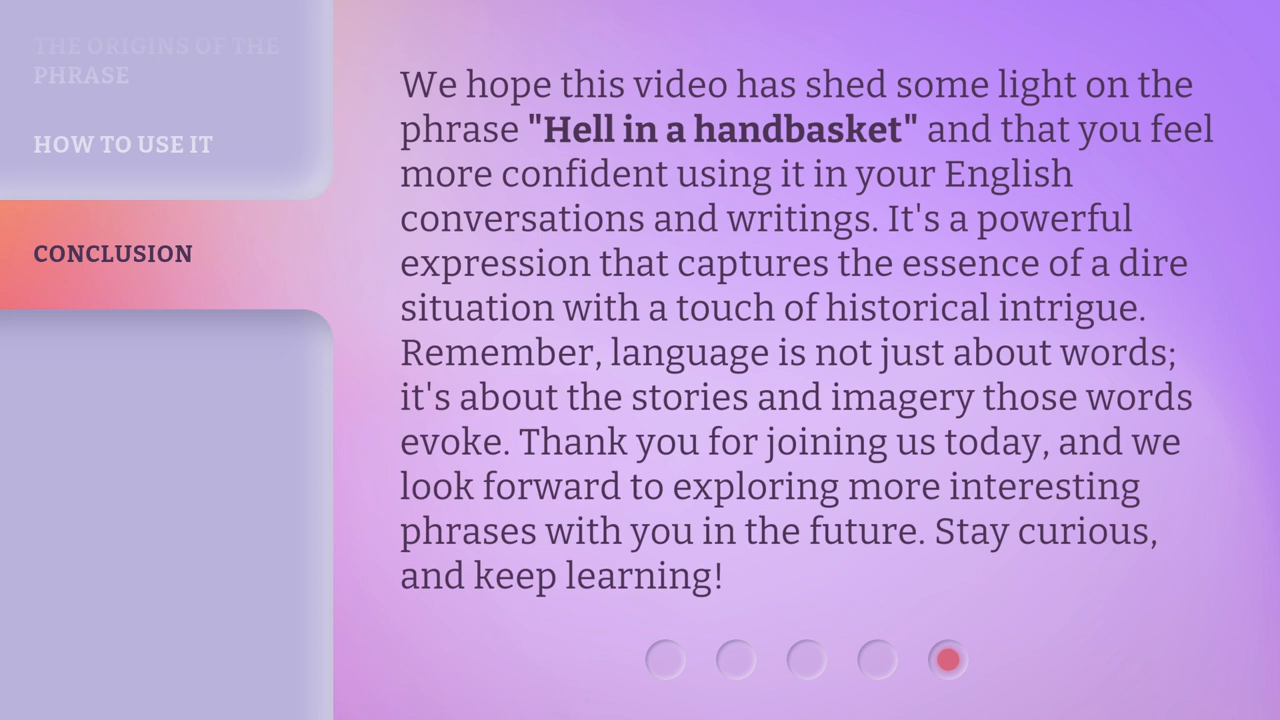 THE ORIGINS OF THE
PHRASE
HOW TO USE IT
CONCLUSION
We hope this video has shed some light on the
phrase "Hell in a handbasket" and that you feel
more confident using it in your English
conversations and writings. It's a powerful
expression that captures the essence of a dire
situation with a touch of historical intrigue.
Remember, language is not just about words;
it's about the stories and imagery those words
evoke. Thank you for joining us today, and we
look forward to exploring more interesting
phrases with you in the future. Stay curious,
and keep learning!